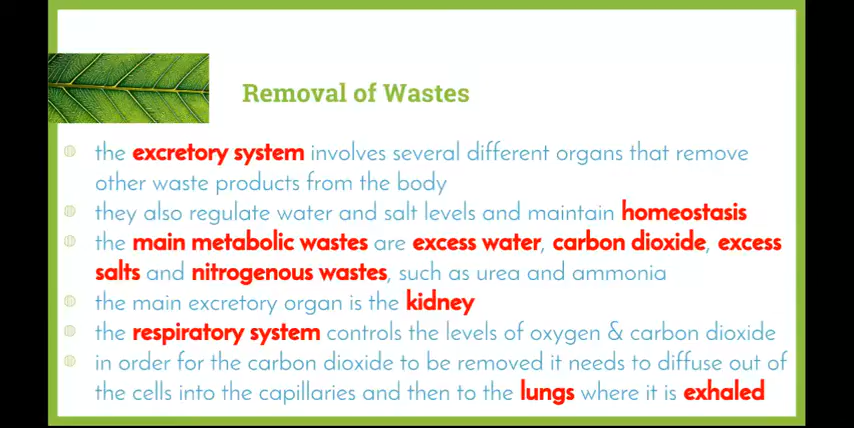 Removal of Wastes
the excretory system involves several different organs that remove
other waste products from the body
they also regulate water and salt levels and maintain homeostasis
the main metabolic wastes are excess water, carbon dioxide, excess
salts and nitrogenous wastes, such as urea and ammonia
the main excretory organ is the kidney
the respiratory system controls the levels of oxygen & carbon dioxide
in order for the carbon dioxide to be removed it needs to diffuse out of
the cells into the capillaries and then to the lungs where it is exhaled